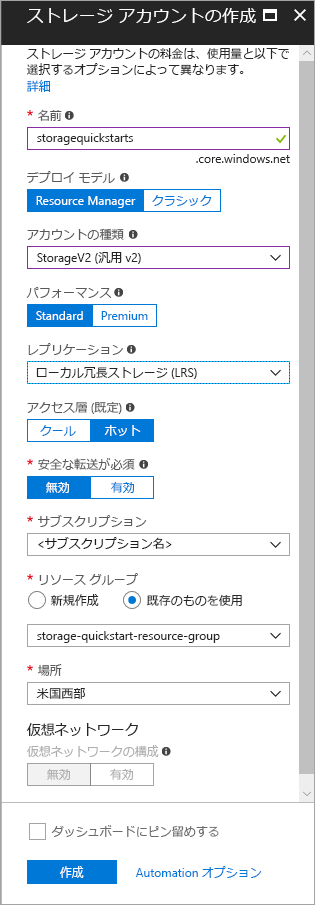 ストレージ アカウントの作成
ストレージ アカウントの料金は、使用量と以下で
選択するオプションによって異なります。
詳細
* 名前
storagequickstarts
.core.windows.net
デプロイ モデル
Resource Manager クラシック
アカウントの種類
StorageV2 (汎用 v2)
パフォーマンス
Standard Premium
レプリケーション
ローカル冗長ストレージ (LRS)
アクセス層 (既定)
クール ホット
* 安全な転送が必須
無効 有効
* サブスクリプション
<サブスクリプション名>
* リソース グループ
新規作成 既存のものを使用
storage-quickstart-resource-group
* 場所
米国西部
仮想ネットワーク
仮想ネットワークの構成
無効 有効
ダッシュボードにピン留めする
作成 Automation オプション